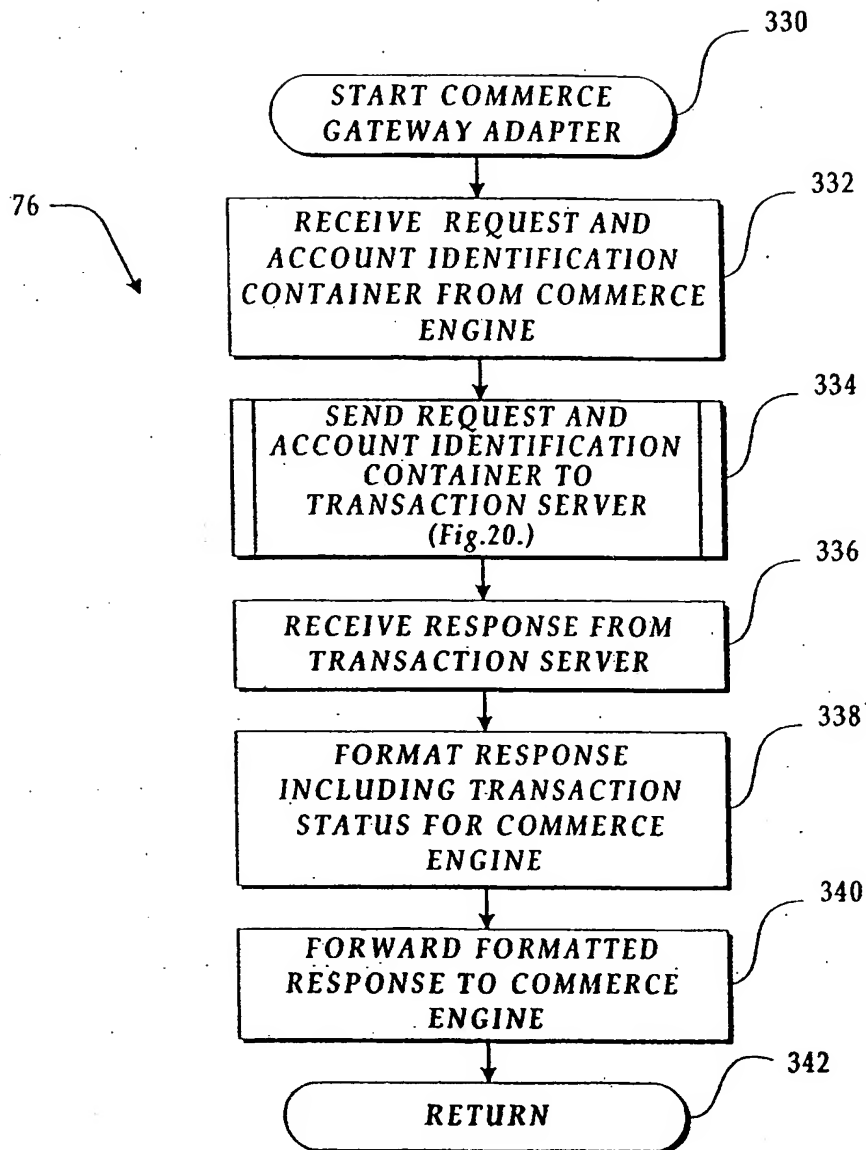 330
START COMMERCE
GATEWAY ADAPTER
332
76
RECEIVE REQUEST AND
ACCOUNT IDENTIFICATION
CONTAINER FROM COMMERCE
ENGINE
334
SEND REQUEST AND
ACCOUNT IDENTIFICATION
CONTAINER TO
TRANSACTION SERVER
(Fig.20.)
336
RECEIVE RESPONSE FROM
TRANSACTION SERVER
338
FORMAT RESPONSE
INCLUDING TRANSACTION
STATUS FOR COMMERCE
ENGINE
340
FORWARD FORMATTED
RESPONSE TO COMMERCE
ENGINE
342
RETURN